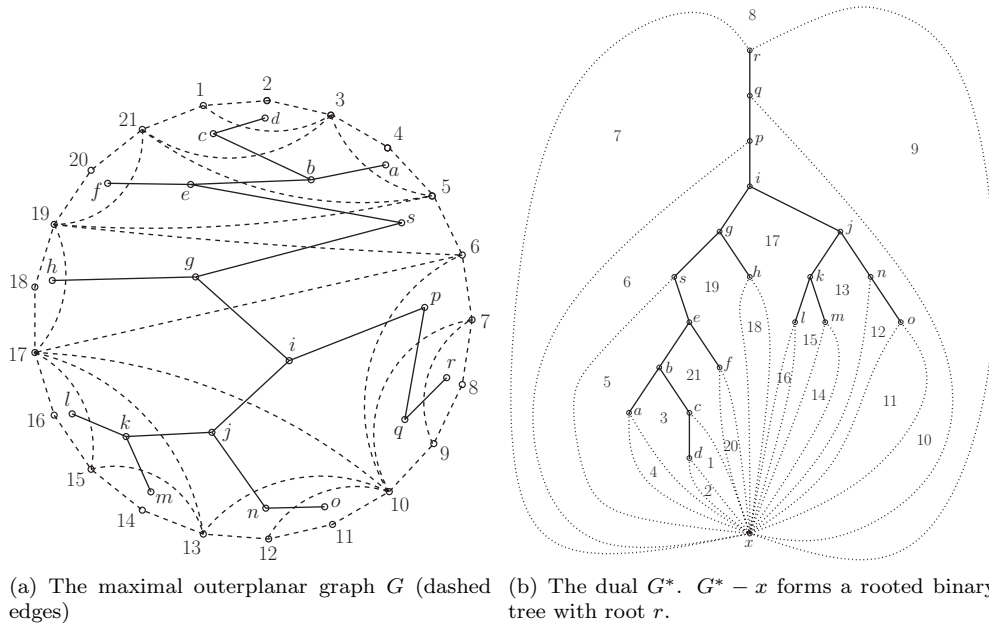 8
r
1
2
3
q
21
d
c
4
7
p
9
20
b
a
f
e
5
i
19
s
g
j
17
6
h
g
6
s
19
h
k
13
n
18
p
7
e
18
l
15
m
12
o
i
17
r
8
5
b
21
f
16
14
11
l
a
3
c
16
k
j
q
20
10
9
d
1
15
4
2
m
n
o
10
14
11
x
13
12
(a) The maximal outerplanar graph G (dashed
edges)
(b) The dual G*. G* − x forms a rooted binary
tree with root r.